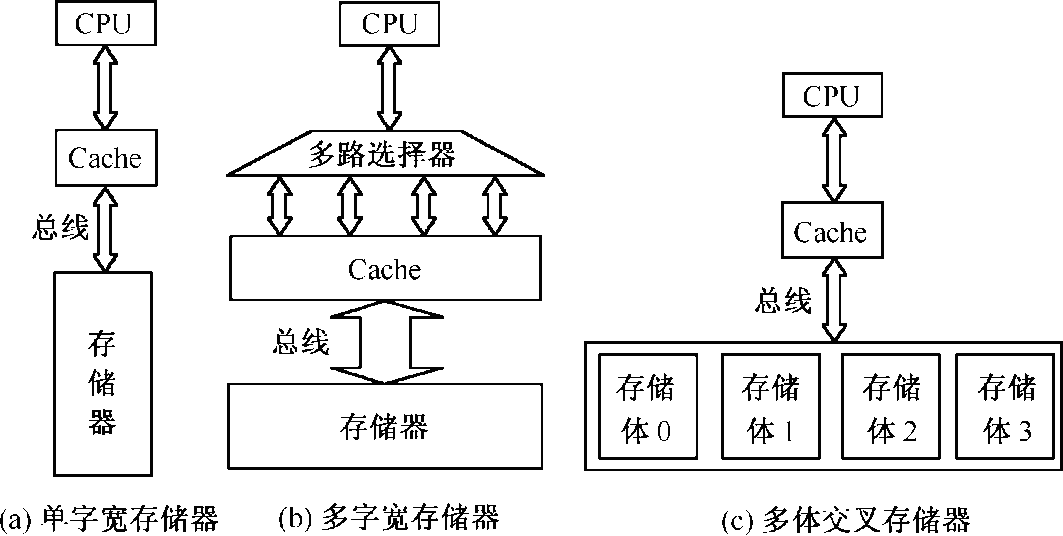 CPU
Cache
总线
存
储
器
(a) 单字宽存储器
CPU
多路选择器
Cache
总线
存储器
(b) 多字宽存储器
CPU
Cache
总线
存储
体 0
存储
体 1
存储
体 2
存储
体 3
(c) 多体交叉存储器